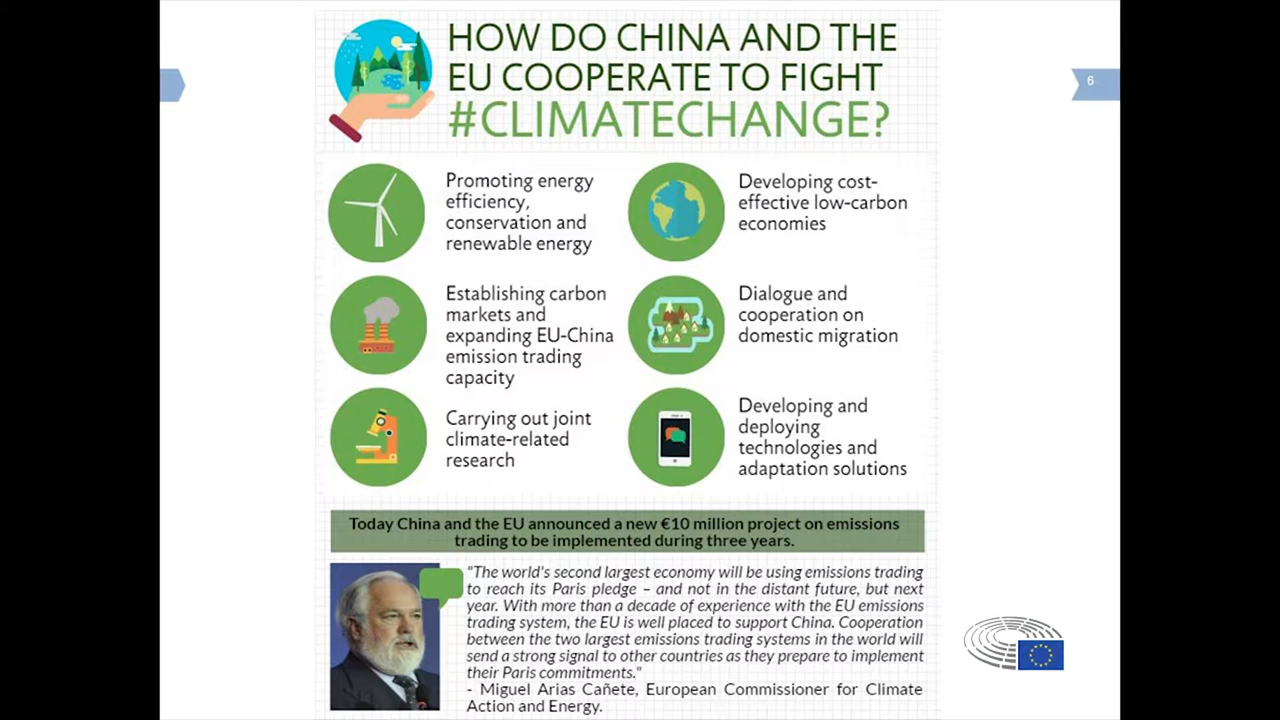 HOW DO CHINA AND THE
EU COOPERATE TO FIGHT
#CLIMATECHANGE?
6
Promoting energy
efficiency,
conservation and
renewable energy
Developing cost-
effective low-carbon
economies
Establishing carbon
markets and
expanding EU-China
emission trading
capacity
Dialogue and
cooperation on
domestic migration
Carrying out joint
climate-related
research
Developing and
deploying
technologies and
adaptation solutions
Today China and the EU announced a new €10 million project on emissions
trading to be implemented during three years.
"The world's second largest economy will be using emissions trading
to reach its Paris pledge – and not in the distant future, but next
year. With more than a decade of experience with the EU emissions
trading system, the EU is well placed to support China. Cooperation
between the two largest emissions trading systems in the world will
send a strong signal to other countries as they prepare to implement
their Paris commitments."
- Miguel Arias Cañete, European Commissioner for Climate
Action and Energy.